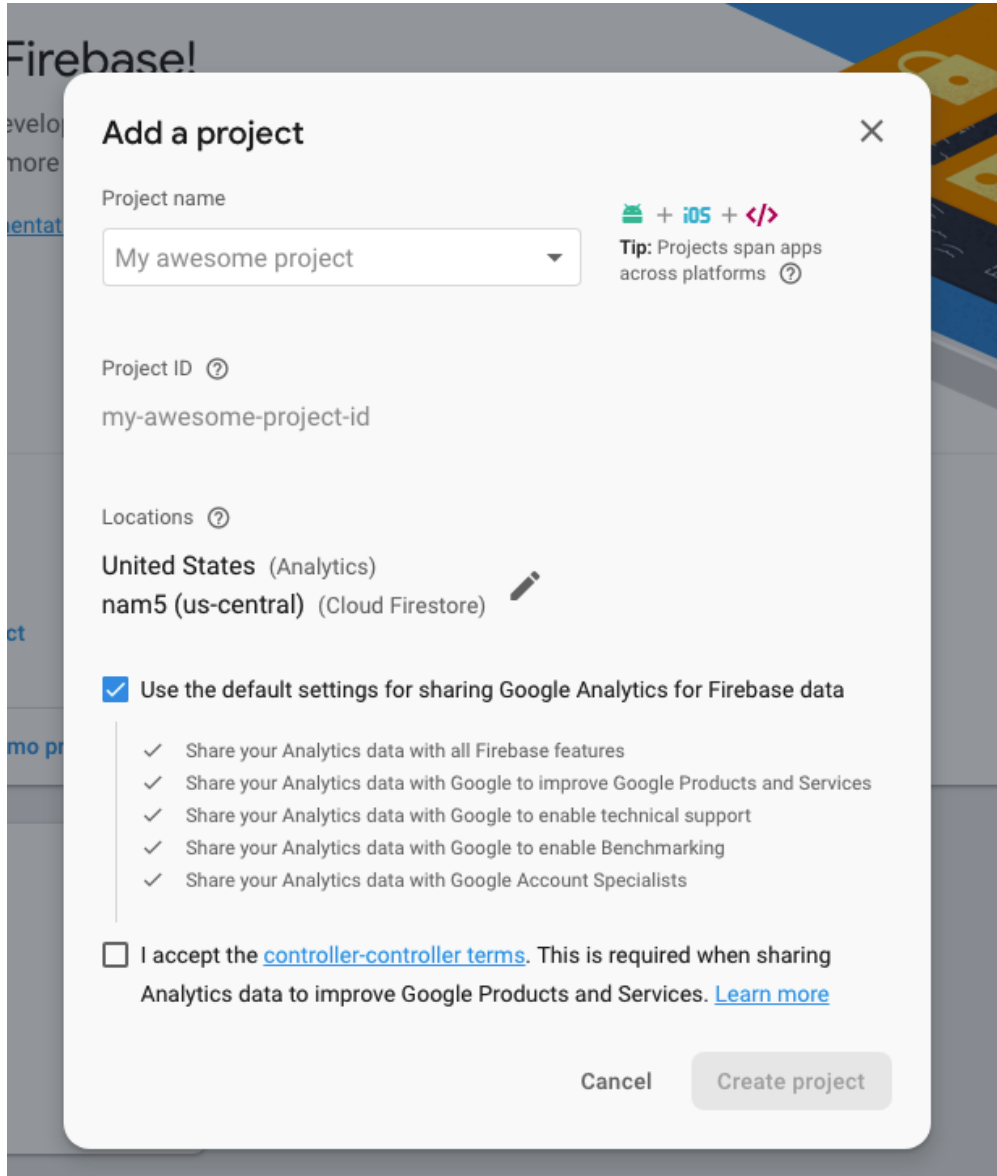 Firebase!
Add a project
more
Project name
iOS
Tip: Projects span apps
across platforms
My awesome project
Project ID
my-awesome-project-id
Locations
United States (Analytics)
nam5 (us-central) (Cloud Firestore)
Use the default settings for sharing Google Analytics for Firebase data
Share your Analytics data with all Firebase features
Share your Analytics data with Google to improve Google Products and Services
Share your Analytics data with Google to enable technical support
Share your Analytics data with Google to enable Benchmarking
Share your Analytics data with Google Account Specialists
I accept the controller-controller terms. This is required when sharing
Analytics data to improve Google Products and Services. Learn more
Cancel
Create project